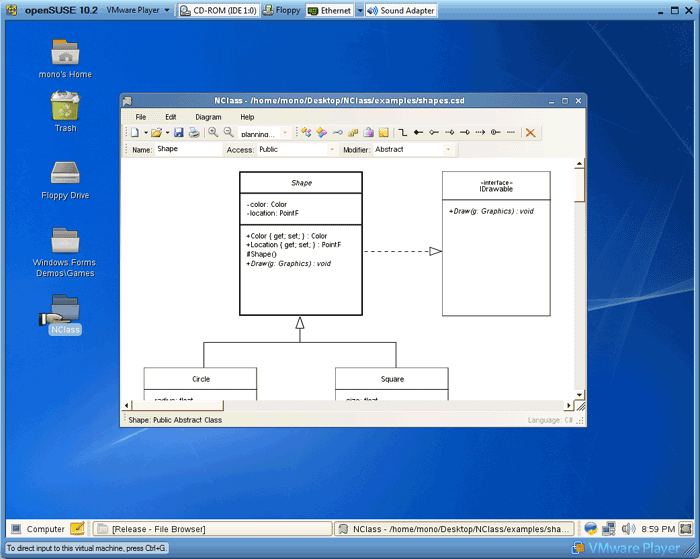 openSUSE 10.2 VMware Player CD-ROM (IDE 1:0) Floppy Ethernet Sound Adapter
mono's Home
Trash
Floppy Drive
Windows.Forms
Demos\Games
NClass
NClass - /home/mono/Desktop/NClass/examples/shapes.csd
File Edit Diagram Help
planning...
Name: Shape Access: Public Modifier: Abstract
Shape
-color: Color
-location: PointF
+Color { get; set; } : Color
+Location { get; set; } : PointF
#Shape()
+Draw(g: Graphics) : void
«interface»
IDrawable
+Draw(g: Graphics) : void
Circle
radius: float
Square
size: float
Shape: Public Abstract Class Language: C#
Computer [Release - File Browser] NClass - /home/mono/Desktop/NClass/examples/sha... 8:59 PM
To direct input to this virtual machine, press Ctrl+G. VMware Player